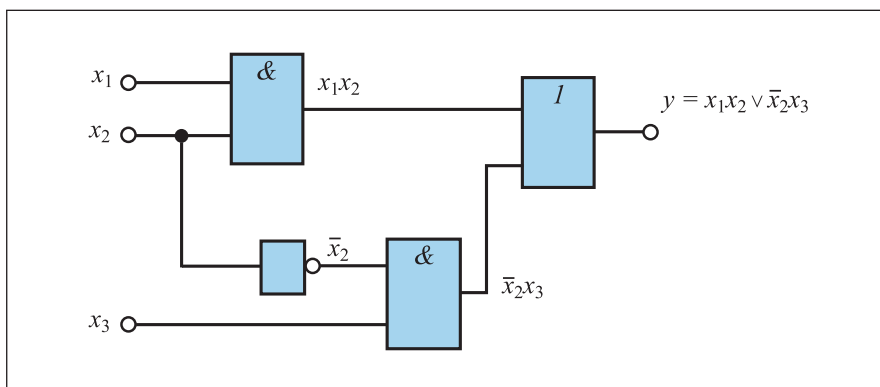 x₁
&
x₁x₂
1
y = x₁x₂ ∨ x̄₂x₃
x₂
x̄₂
&
x̄₂x₃
x₃